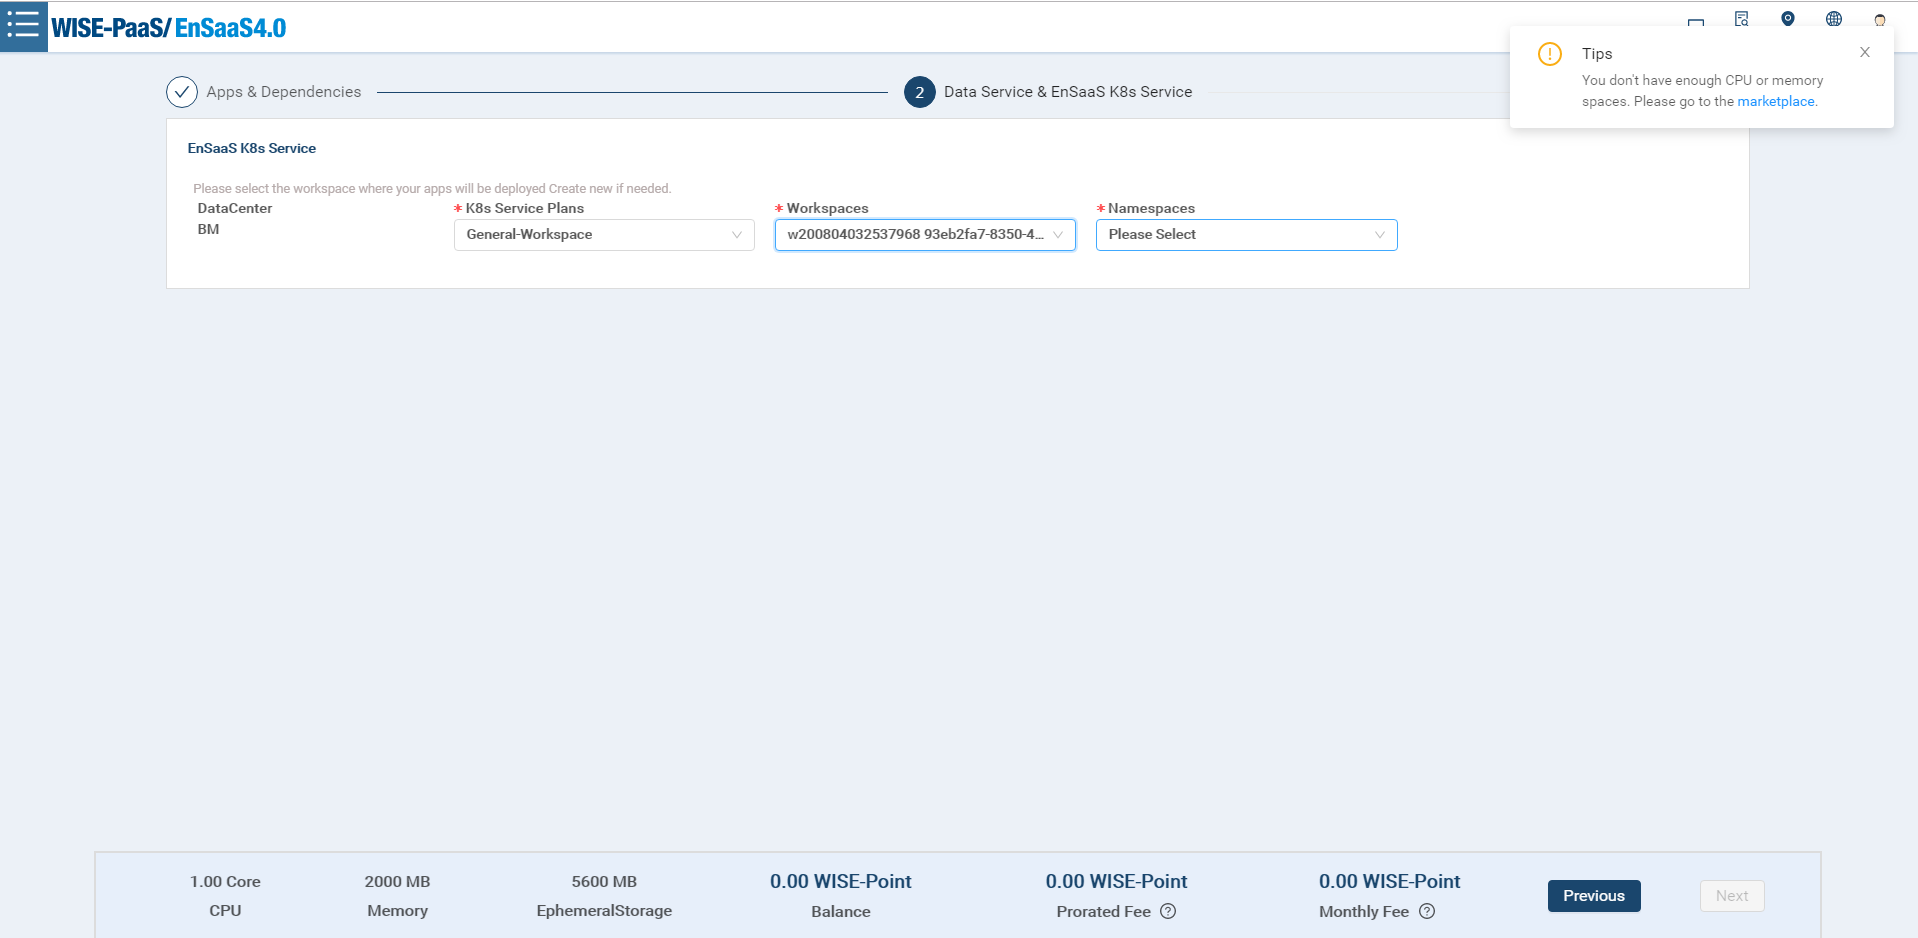 WISE-PaaS/ EnSaaS4.0
Tips
You don't have enough CPU or memory
spaces. Please go to the marketplace.
Apps & Dependencies
2 Data Service & EnSaaS K8s Service
EnSaaS K8s Service
Please select the workspace where your apps will be deployed Create new if needed.
DataCenter
BM
* K8s Service Plans
General-Workspace
* Workspaces
w200804032537968 93eb2fa7-8350-4...
* Namespaces
Please Select
1.00 Core
CPU
2000 MB
Memory
5600 MB
EphemeralStorage
0.00 WISE-Point
Balance
0.00 WISE-Point
Prorated Fee ?
0.00 WISE-Point
Monthly Fee ?
Previous
Next